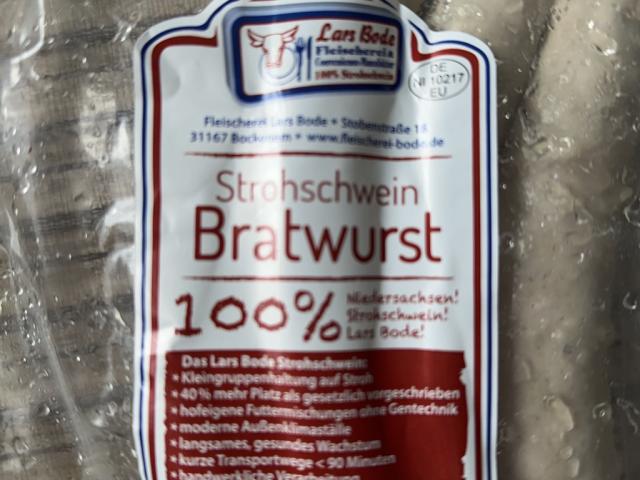 Lars Bode
Fleischerei &
100% Strohschwein
DE
NI 10217
EU
Fleischerei Lars Bode * Stobenstraße 18
31167 Bockenem * www.fleischerei-bode.de
Strohschwein
Bratwurst
100%
Niedersachsen!
Strohschwein!
Lars Bode!
Das Lars Bode Strohschwein:
* Kleingruppenhaltung auf Stroh
* 40 % mehr Platz als gesetzlich vorgeschrieben
* hofeigene Futtermischungen ohne Gentechnik
* moderne Außenklimaställe
* langsames, gesundes Wachstum
* kurze Transportwege < 90 Minuten
* handwerkliche Verarbeitung